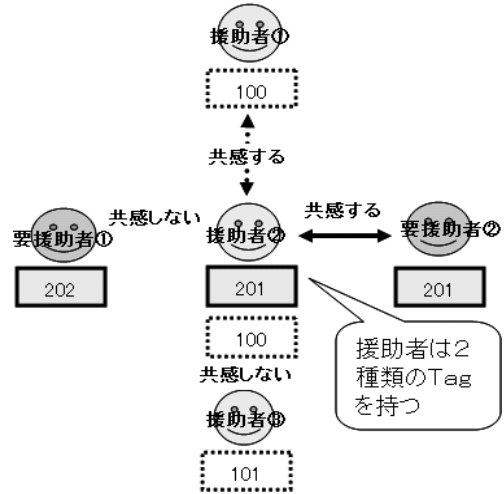 援助者①
100
共感する
共感しない
共感する
要援助者①
援助者②
要援助者②
202
201
201
100
援助者は2
種類のTag
を持つ
共感しない
援助者③
101